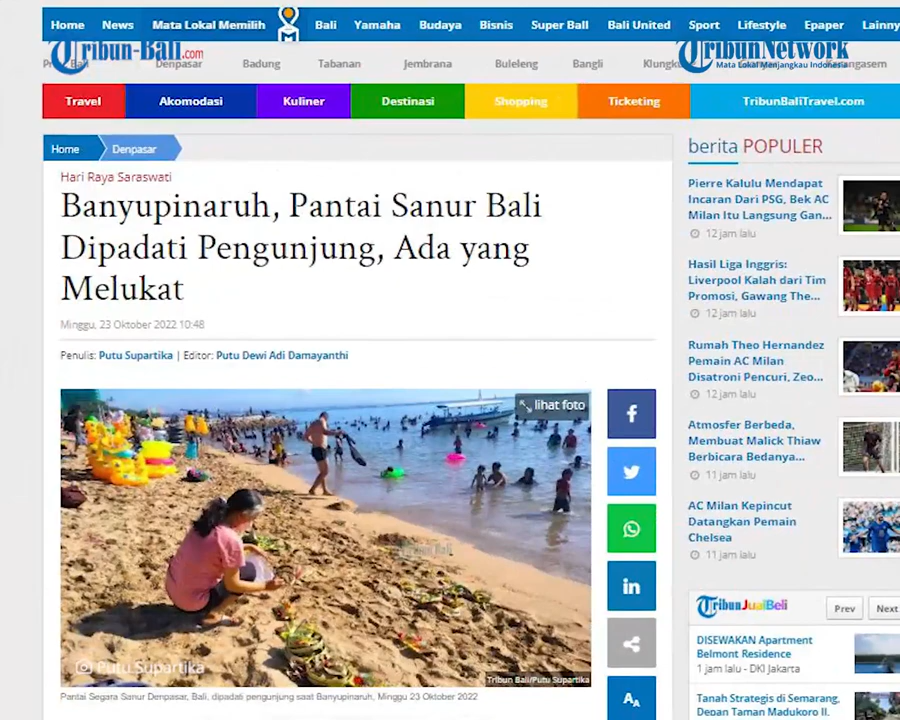 Home News Mata Lokal Memilih Bali Yamaha Budaya Bisnis Super Ball Bali United Sport Lifestyle Epaper Lainny
Tribun-Bali.com
TribunNetwork
Mata Lokal Menjangkau Indonesia
Denpasar Badung Tabanan Jembrana Buleleng Bangli Klungku
Travel Akomodasi Kuliner Destinasi Shopping Ticketing TribunBaliTravel.com
Home Denpasar
Hari Raya Saraswati
Banyupinaruh, Pantai Sanur Bali
Dipadati Pengunjung, Ada yang
Melukat
Minggu, 23 Oktober 2022 10:48
Penulis: Putu Supartika | Editor: Putu Dewi Adi Damayanthi
lihat foto
Tribun Bali
Putu Supartika
Tribun Bali/Putu Supartika
Pantai Segara Sanur Denpasar, Bali, dipadati pengunjung saat Banyupinaruh, Minggu 23 Oktober 2022
f
in
AA
berita POPULER
Pierre Kalulu Mendapat
Incaran Dari PSG, Bek AC
Milan Itu Langsung Gan...
12 jam lalu
Hasil Liga Inggris:
Liverpool Kalah dari Tim
Promosi, Gawang The...
12 jam lalu
Rumah Theo Hernandez
Pemain AC Milan
Disatroni Pencuri, Zeo...
12 jam lalu
Atmosfer Berbeda,
Membuat Malick Thiaw
Berbicara Bedanya...
11 jam lalu
AC Milan Kepincut
Datangkan Pemain
Chelsea
11 jam lalu
TribunJualBeli
Prev Next
DISEWAKAN Apartment
Belmont Residence
1 jam lalu - DKI Jakarta
Tanah Strategis di Semarang,
Depan Taman Madukoro II.